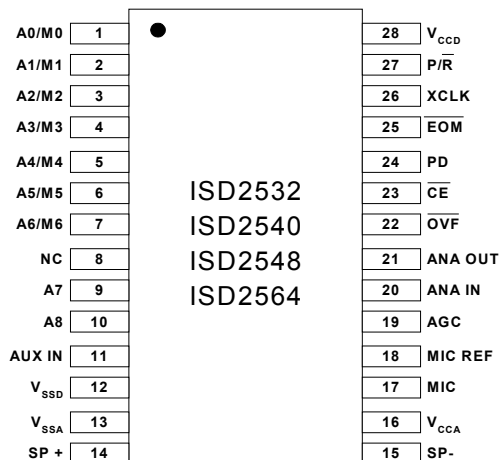 A0/M0 1 28 VCCD
A1/M1 2 27 P/R̅
A2/M2 3 26 XCLK
A3/M3 4 25 E̅O̅M̅
A4/M4 5 24 PD
A5/M5 6 ISD2532 23 C̅E̅
A6/M6 7 ISD2540 22 O̅V̅F̅
NC 8 ISD2548 21 ANA OUT
A7 9 ISD2564 20 ANA IN
A8 10 19 AGC
AUX IN 11 18 MIC REF
VSSD 12 17 MIC
VSSA 13 16 VCCA
SP + 14 15 SP-